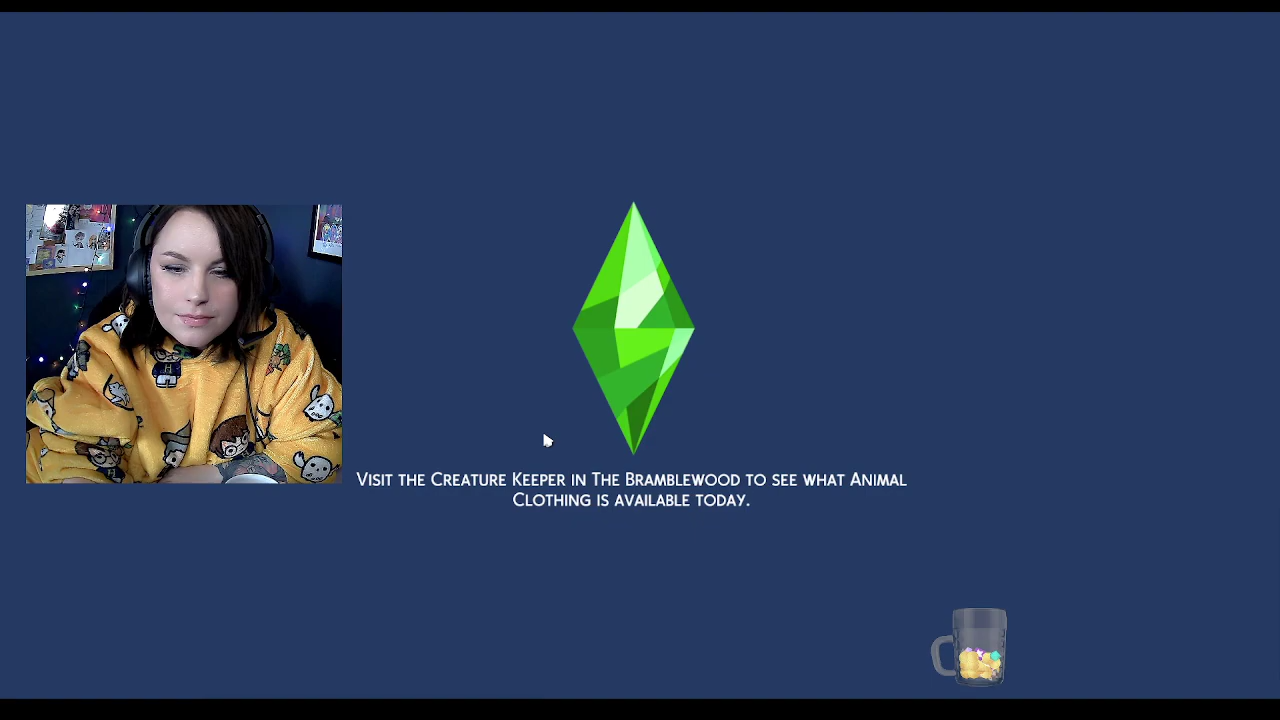 Visit the Creature Keeper in The Bramblewood to see what Animal
Clothing is available today.